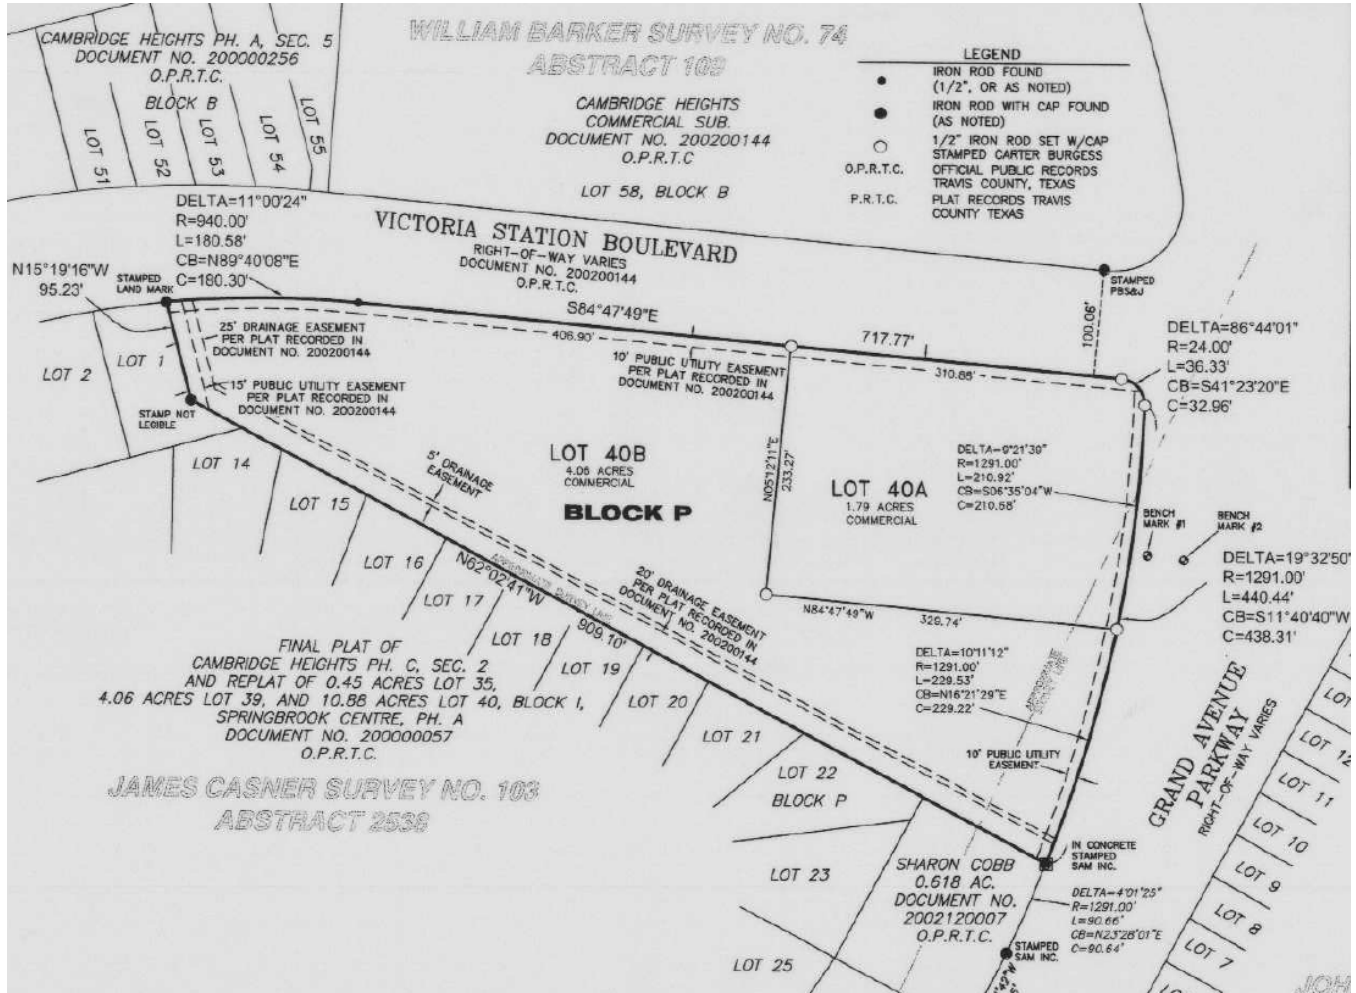 CAMBRIDGE HEIGHTS PH. A, SEC. 5
DOCUMENT NO. 200000256
O.P.R.T.C.
BLOCK B
LOT 51
LOT 52
LOT 53
LOT 54
LOT 55
WILLIAM BARKER SURVEY NO. 74
ABSTRACT 109
CAMBRIDGE HEIGHTS
COMMERCIAL SUB.
DOCUMENT NO. 200200144
O.P.R.T.C
LOT 58, BLOCK B
LEGEND
IRON ROD FOUND
(1/2", OR AS NOTED)
IRON ROD WITH CAP FOUND
(AS NOTED)
1/2" IRON ROD SET W/CAP
STAMPED CARTER BURGESS
O.P.R.T.C. OFFICIAL PUBLIC RECORDS
TRAVIS COUNTY, TEXAS
P.R.T.C. PLAT RECORDS TRAVIS
COUNTY TEXAS
DELTA=11°00'24"
R=940.00'
L=180.58'
CB=N89°40'08"E
C=180.30'
N15°19'16"W
95.23'
STAMPED
LAND MARK
VICTORIA STATION BOULEVARD
RIGHT-OF-WAY VARIES
DOCUMENT NO. 200200144
O.P.R.T.C.
S84°47'49"E
717.77'
406.90'
310.88'
STAMPED
PBS&J
100.06'
DELTA=86°44'01"
R=24.00'
L=36.33'
CB=S41°23'20"E
C=32.96'
25' DRAINAGE EASEMENT
PER PLAT RECORDED IN
DOCUMENT NO. 200200144
15' PUBLIC UTILITY EASEMENT
PER PLAT RECORDED IN
DOCUMENT NO. 200200144
10' PUBLIC UTILITY EASEMENT
PER PLAT RECORDED IN
DOCUMENT NO. 200200144
LOT 2
LOT 1
STAMP NOT
LEGIBLE
LOT 14
LOT 15
LOT 16
LOT 17
LOT 18
LOT 19
LOT 20
LOT 21
LOT 22
BLOCK P
LOT 23
LOT 25
5' DRAINAGE
EASEMENT
LOT 40B
4.06 ACRES
COMMERCIAL
BLOCK P
N05°12'11"E
233.27'
LOT 40A
1.79 ACRES
COMMERCIAL
DELTA=9°21'39"
R=1291.00'
L=210.92'
CB=S06°35'04"W
C=210.68'
BENCH
MARK #1
BENCH
MARK #2
DELTA=19°32'50"
R=1291.00'
L=440.44'
CB=S11°40'40"W
C=438.31'
N84°47'49"W
329.74'
N62°02'41"W
909.10'
APPROXIMATE SURVEY LINE
20' DRAINAGE EASEMENT
PER PLAT RECORDED IN
DOCUMENT NO. 200200144
DELTA=10°11'12"
R=1291.00'
L=229.53'
CB=N16°21'29"E
C=229.22'
APPROXIMATE
SURVEY LINE
10' PUBLIC UTILITY
EASEMENT
FINAL PLAT OF
CAMBRIDGE HEIGHTS PH. C, SEC. 2
AND REPLAT OF 0.45 ACRES LOT 35,
4.06 ACRES LOT 39, AND 10.88 ACRES LOT 40, BLOCK I,
SPRINGBROOK CENTRE, PH. A
DOCUMENT NO. 200000057
O.P.R.T.C.
JAMES CASNER SURVEY NO. 103
ABSTRACT 2538
GRAND AVENUE
PARKWAY
RIGHT-OF-WAY VARIES
IN CONCRETE
STAMPED
SAM INC.
SHARON COBB
0.618 AC.
DOCUMENT NO.
2002120007
O.P.R.T.C.
DELTA=4°01'25"
R=1291.00'
L=90.66'
CB=N23°28'01"E
C=90.64'
STAMPED
SAM INC.
LOT 12
LOT 11
LOT 10
LOT 9
LOT 8
LOT 7
JOH